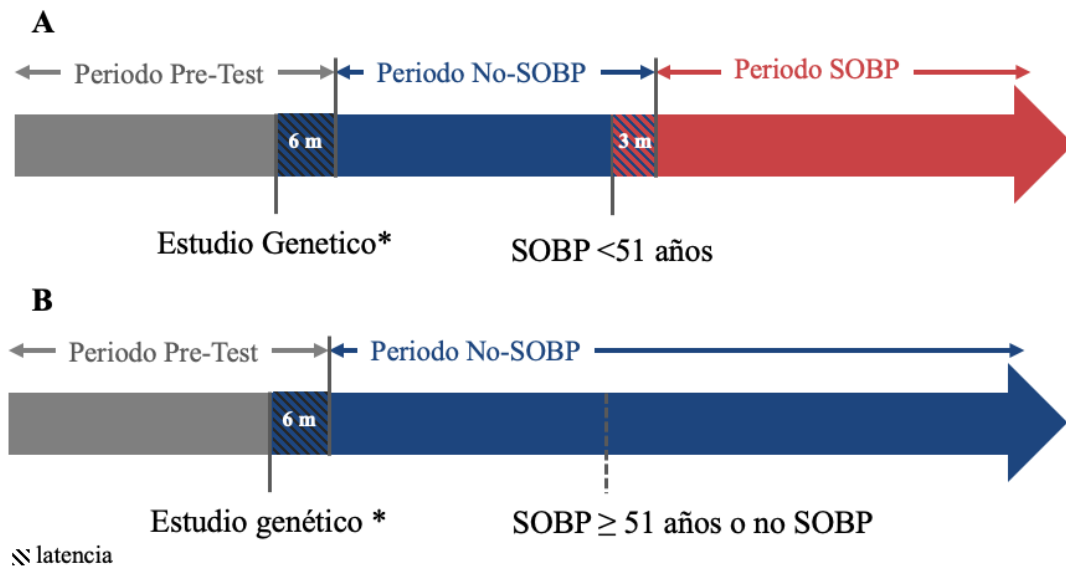 A
Periodo Pre-Test Periodo No-SOBP Periodo SOBP
6 m 3 m
Estudio Genetico* SOBP <51 años
B
Periodo Pre-Test Periodo No-SOBP
6 m
Estudio genético * SOBP ≥ 51 años o no SOBP
latencia